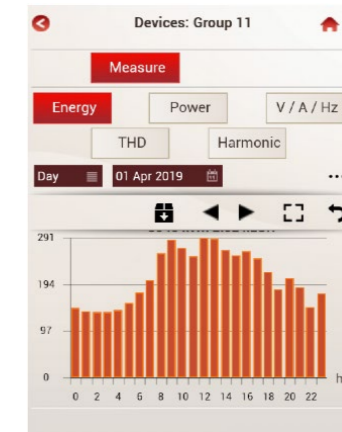 Devices: Group 11
Measure
Energy Power V / A / Hz
THD Harmonic
Day 01 Apr 2019 ...
291
194
97
0
h
0 2 4 6 8 10 12 14 16 18 20 22